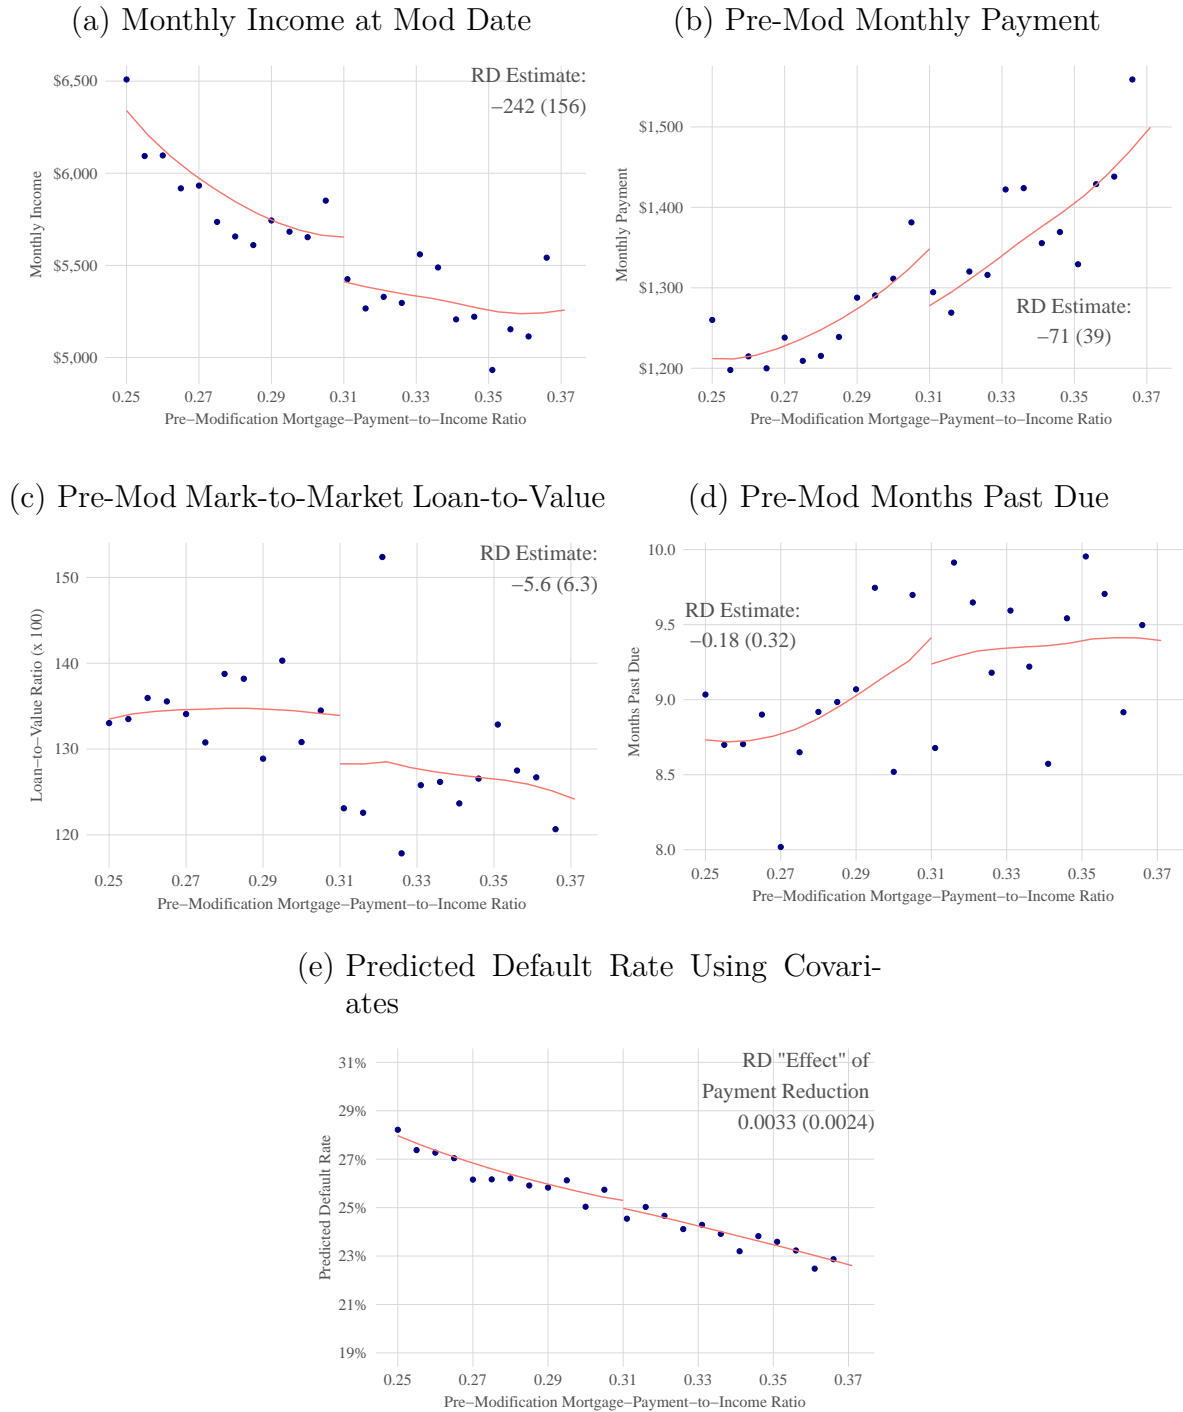 (a) Monthly Income at Mod Date
RD Estimate:
−242 (156)
$6,500
$6,000
$5,500
$5,000
Monthly Income
0.25 0.27 0.29 0.31 0.33 0.35 0.37
Pre−Modification Mortgage−Payment−to−Income Ratio
(b) Pre-Mod Monthly Payment
$1,500
$1,400
$1,300
$1,200
Monthly Payment
RD Estimate:
−71 (39)
0.25 0.27 0.29 0.31 0.33 0.35 0.37
Pre−Modification Mortgage−Payment−to−Income Ratio
(c) Pre-Mod Mark-to-Market Loan-to-Value
RD Estimate:
−5.6 (6.3)
150
140
130
120
Loan−to−Value Ratio (x 100)
0.25 0.27 0.29 0.31 0.33 0.35 0.37
Pre−Modification Mortgage−Payment−to−Income Ratio
(d) Pre-Mod Months Past Due
10.0
9.5
9.0
8.5
8.0
Months Past Due
RD Estimate:
−0.18 (0.32)
0.25 0.27 0.29 0.31 0.33 0.35 0.37
Pre−Modification Mortgage−Payment−to−Income Ratio
(e) Predicted Default Rate Using Covari-
ates
RD "Effect" of
Payment Reduction
0.0033 (0.0024)
31%
29%
27%
25%
23%
21%
19%
Predicted Default Rate
0.25 0.27 0.29 0.31 0.33 0.35 0.37
Pre−Modification Mortgage−Payment−to−Income Ratio